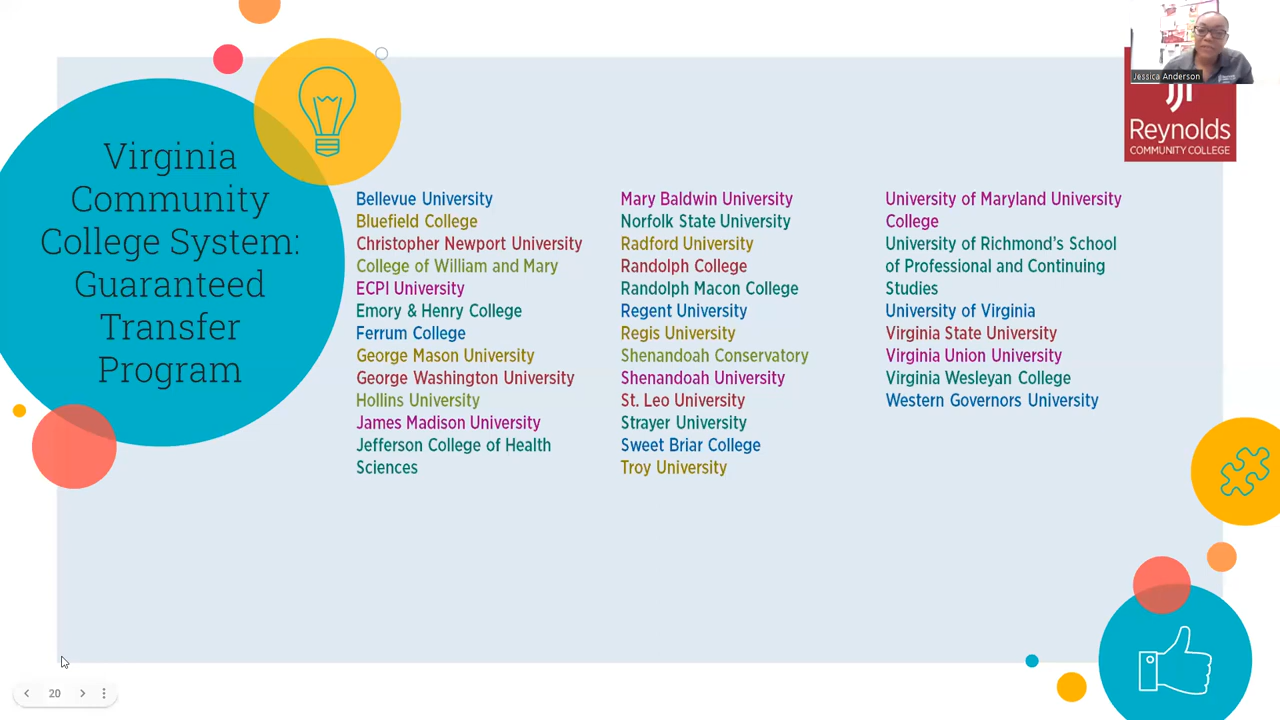 Virginia
Community
College System:
Guaranteed
Transfer
Program
Bellevue University
Bluefield College
Christopher Newport University
College of William and Mary
ECPI University
Emory & Henry College
Ferrum College
George Mason University
George Washington University
Hollins University
James Madison University
Jefferson College of Health
Sciences
Mary Baldwin University
Norfolk State University
Radford University
Randolph College
Randolph Macon College
Regent University
Regis University
Shenandoah Conservatory
Shenandoah University
St. Leo University
Strayer University
Sweet Briar College
Troy University
University of Maryland University
College
University of Richmond's School
of Professional and Continuing
Studies
University of Virginia
Virginia State University
Virginia Union University
Virginia Wesleyan College
Western Governors University
Jessica Anderson
Reynolds
COMMUNITY COLLEGE
20